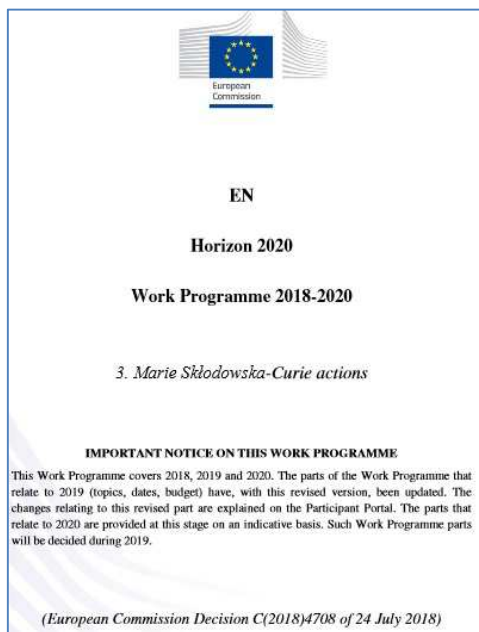 European
Commission
EN
Horizon 2020
Work Programme 2018-2020
3. Marie Skłodowska-Curie actions
IMPORTANT NOTICE ON THIS WORK PROGRAMME
This Work Programme covers 2018, 2019 and 2020. The parts of the Work Programme that
relate to 2019 (topics, dates, budget) have, with this revised version, been updated. The
changes relating to this revised part are explained on the Participant Portal. The parts that
relate to 2020 are provided at this stage on an indicative basis. Such Work Programme parts
will be decided during 2019.
(European Commission Decision C(2018)4708 of 24 July 2018)